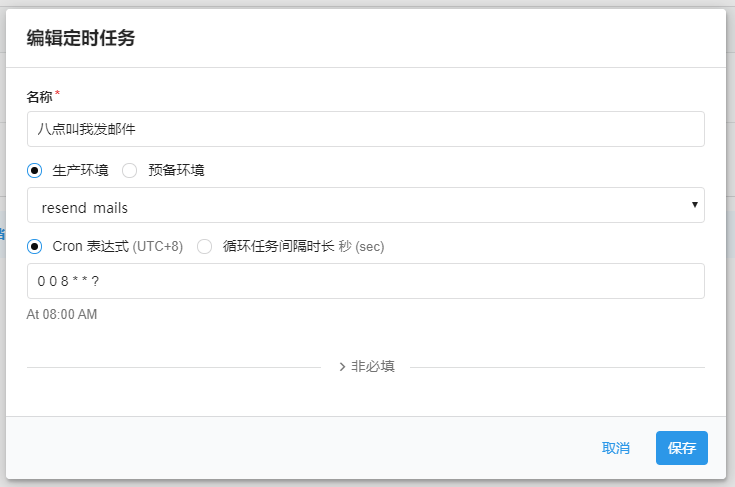 编辑定时任务
名称*
八点叫我发邮件
生产环境 预备环境
resend mails
Cron 表达式 (UTC+8) 循环任务间隔时长 秒 (sec)
0 0 8 * * ?
At 08:00 AM
非必填
取消 保存